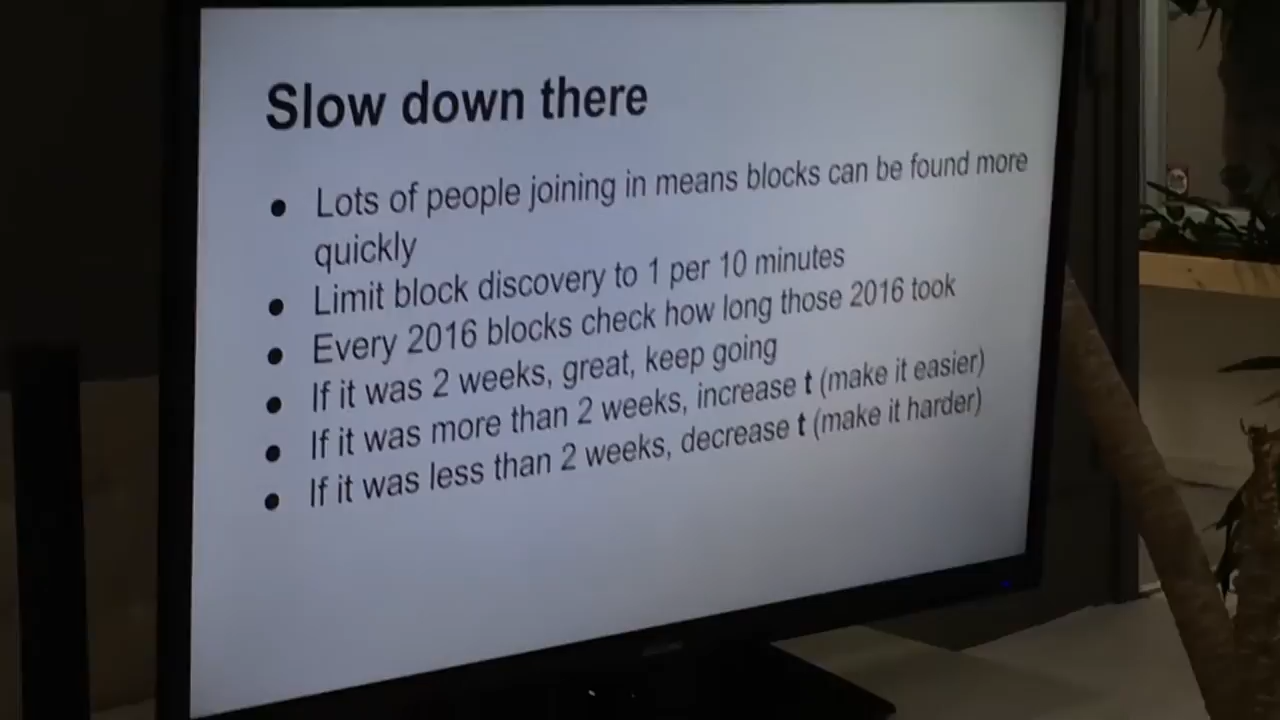 Slow down there
● Lots of people joining in means blocks can be found more
quickly
● Limit block discovery to 1 per 10 minutes
● Every 2016 blocks check how long those 2016 took
● If it was 2 weeks, great, keep going
● If it was more than 2 weeks, increase t (make it easier)
● If it was less than 2 weeks, decrease t (make it harder)